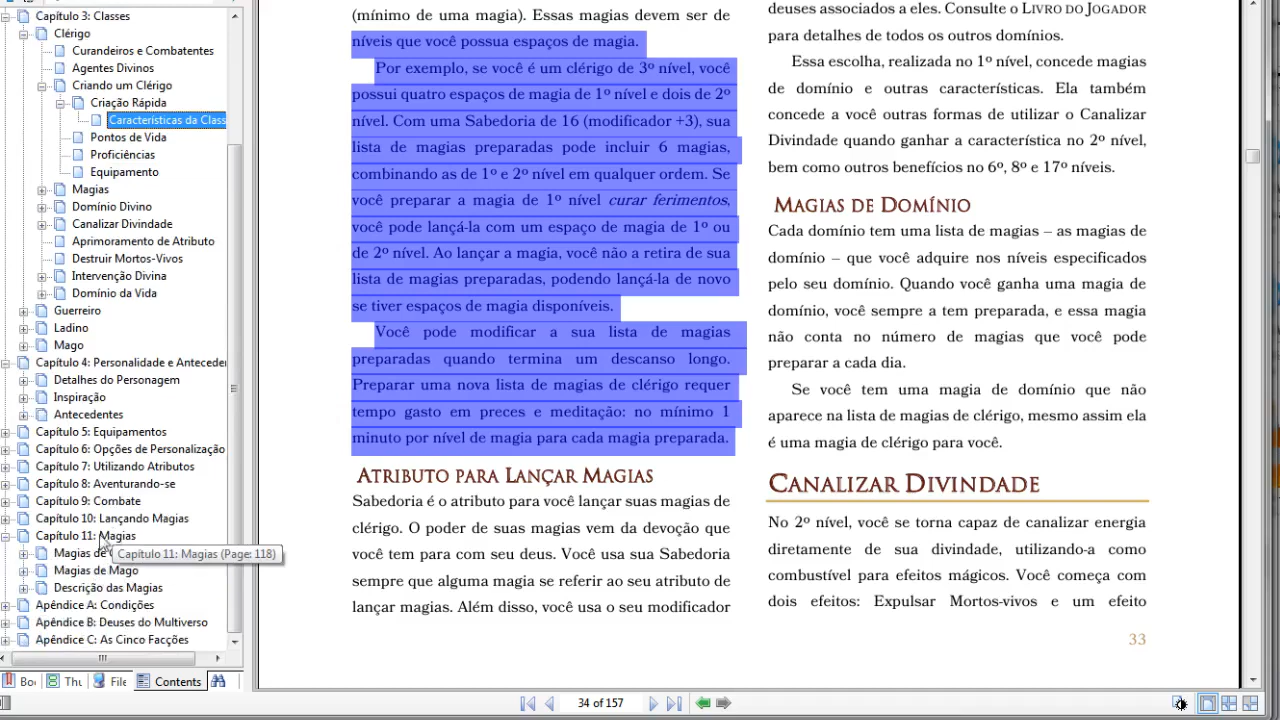 Capítulo 3: Classes
Clérigo
Curandeiros e Combatentes
Agentes Divinos
Criando um Clérigo
Criação Rápida
Características da Class
Pontos de Vida
Proficiências
Equipamento
Magias
Domínio Divino
Canalizar Divindade
Aprimoramento de Atributo
Destruir Mortos-Vivos
Intervenção Divina
Domínio da Vida
Guerreiro
Ladino
Mago
Capítulo 4: Personalidade e Anteceder
Detalhes do Personagem
Inspiração
Antecedentes
Capítulo 5: Equipamentos
Capítulo 6: Opções de Personalização
Capítulo 7: Utilizando Atributos
Capítulo 8: Aventurando-se
Capítulo 9: Combate
Capítulo 10: Lançando Magias
Capítulo 11: Magias
Magias de
Capítulo 11: Magias (Page: 118)
Magias de Mago
Descrição das Magias
Apêndice A: Condições
Apêndice B: Deuses do Multiverso
Apêndice C: As Cinco Facções
Thu
File
Contents
(mínimo de uma magia). Essas magias devem ser de
níveis que você possua espaços de magia.
Por exemplo, se você é um clérigo de 3º nível, você
possui quatro espaços de magia de 1º nível e dois de 2º
nível. Com uma Sabedoria de 16 (modificador +3), sua
lista de magias preparadas pode incluir 6 magias,
combinando as de 1º e 2º nível em qualquer ordem. Se
você preparar a magia de 1º nível curar ferimentos,
você pode lançá-la com um espaço de magia de 1º ou
de 2º nível. Ao lançar a magia, você não a retira de sua
lista de magias preparadas, podendo lançá-la de novo
se tiver espaços de magia disponíveis.
Você pode modificar a sua lista de magias
preparadas quando termina um descanso longo.
Preparar uma nova lista de magias de clérigo requer
tempo gasto em preces e meditação: no mínimo 1
minuto por nível de magia para cada magia preparada.
ATRIBUTO PARA LANÇAR MAGIAS
Sabedoria é o atributo para você lançar suas magias de
clérigo. O poder de suas magias vem da devoção que
você tem para com seu deus. Você usa sua Sabedoria
sempre que alguma magia se referir ao seu atributo de
lançar magias. Além disso, você usa o seu modificador
deuses associados a eles. Consulte o LIVRO DO JOGADOR
para detalhes de todos os outros domínios.
Essa escolha, realizada no 1º nível, concede magias
de domínio e outras características. Ela também
concede a você outras formas de utilizar o Canalizar
Divindade quando ganhar a característica no 2º nível,
bem como outros benefícios no 6º, 8º e 17º níveis.
MAGIAS DE DOMÍNIO
Cada domínio tem uma lista de magias – as magias de
domínio – que você adquire nos níveis especificados
pelo seu domínio. Quando você ganha uma magia de
domínio, você sempre a tem preparada, e essa magia
não conta no número de magias que você pode
preparar a cada dia.
Se você tem uma magia de domínio que não
aparece na lista de magias de clérigo, mesmo assim ela
é uma magia de clérigo para você.
CANALIZAR DIVINDADE
No 2º nível, você se torna capaz de canalizar energia
diretamente de sua divindade, utilizando-a como
combustível para efeitos mágicos. Você começa com
dois efeitos: Expulsar Mortos-vivos e um efeito
33
34 of 157